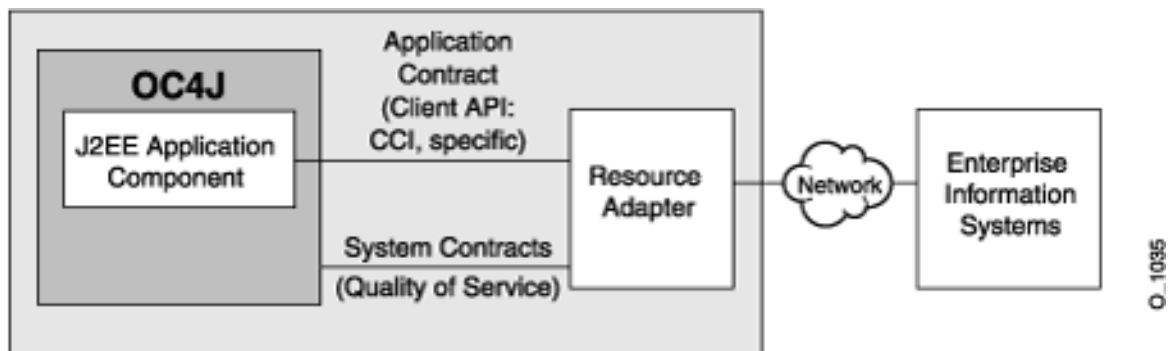 OC4J
J2EE Application
Component
Application
Contract
(Client API:
CCI, specific)
System Contracts
(Quality of Service)
Resource
Adapter
Network
Enterprise
Information
Systems
O_1035